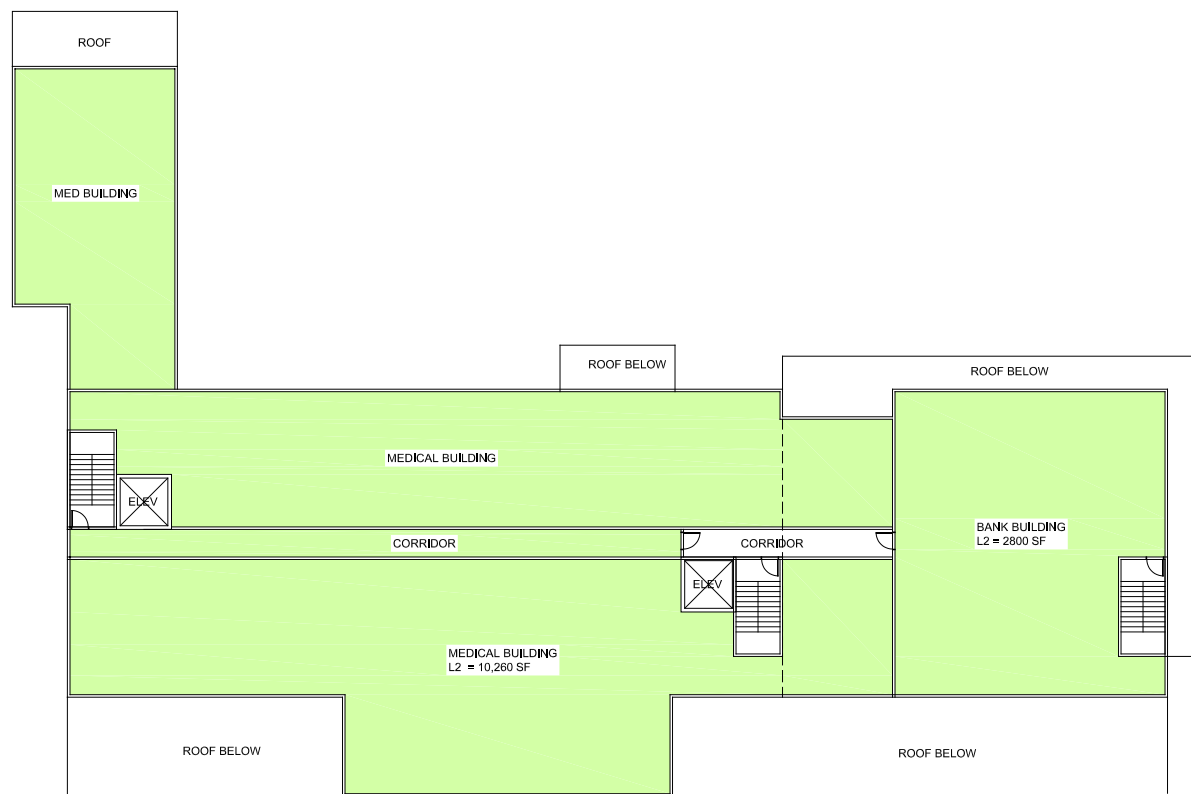 ROOF
MED BUILDING
ROOF BELOW
ROOF BELOW
MEDICAL BUILDING
ELEV
BANK BUILDING
L2 = 2800 SF
CORRIDOR
CORRIDOR
ELEV
MEDICAL BUILDING
L2 = 10,260 SF
ROOF BELOW
ROOF BELOW